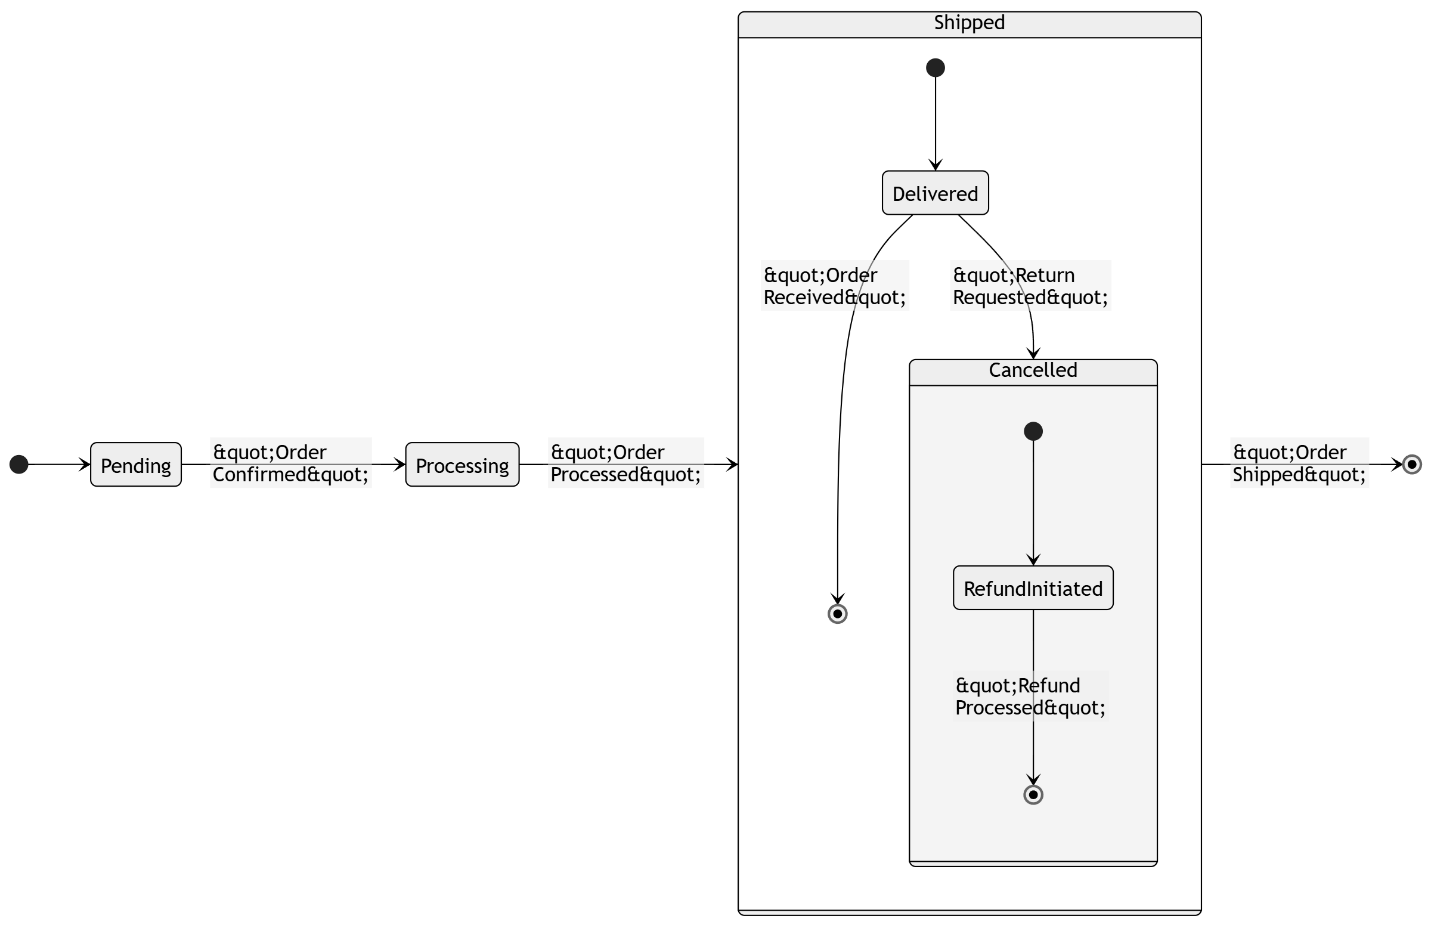 Shipped
Delivered
&quot;Order
Received&quot;
&quot;Return
Requested&quot;
Cancelled
Pending
&quot;Order
Confirmed&quot;
Processing
&quot;Order
Processed&quot;
&quot;Order
Shipped&quot;
RefundInitiated
&quot;Refund
Processed&quot;